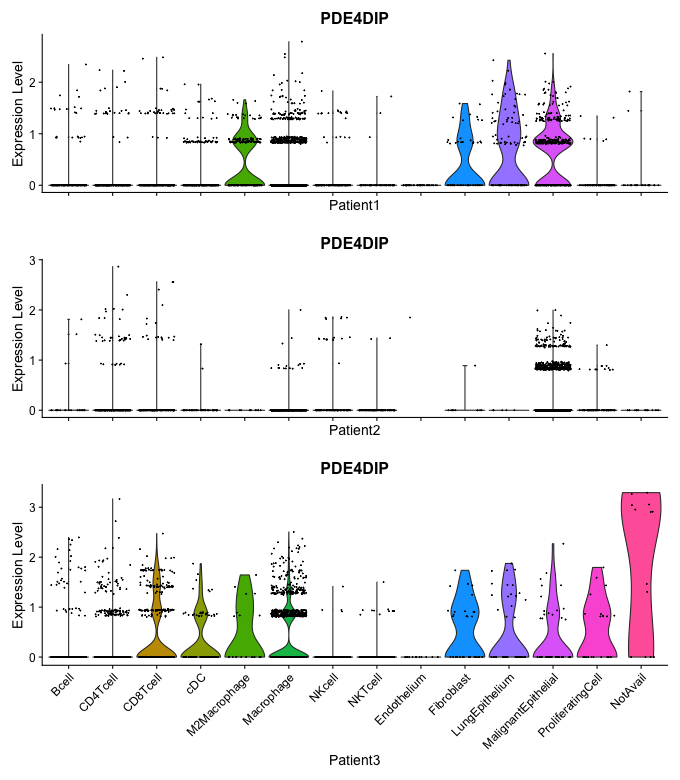 PDE4DIP
Expression Level
2
1
0
Patient1
PDE4DIP
Expression Level
3
2
1
0
Patient2
PDE4DIP
Expression Level
3
2
1
0
Bcell
CD4Tcell
CD8Tcell
cDC
M2Macrophage
Macrophage
NKcell
NKTcell
Endothelium
Fibroblast
LungEpithelium
MalignantEpithelial
ProliferatingCell
NotAvail
Patient3